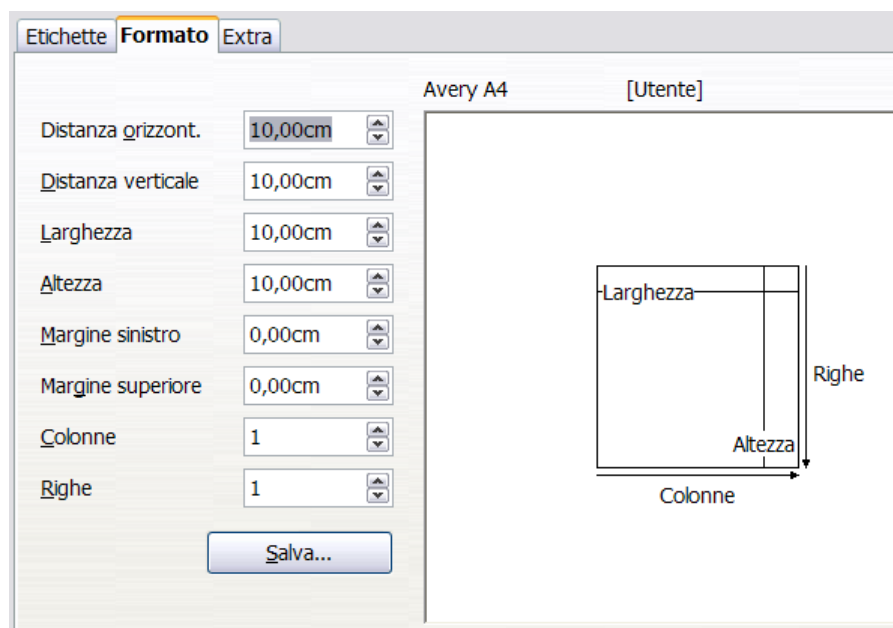 Etichette Formato Extra
Avery A4 [Utente]
Distanza orizzont. 10,00cm
Distanza verticale 10,00cm
Larghezza 10,00cm
Altezza 10,00cm
Margine sinistro 0,00cm
Margine superiore 0,00cm
Colonne 1
Righe 1
Salva...
Larghezza
Righe
Altezza
Colonne